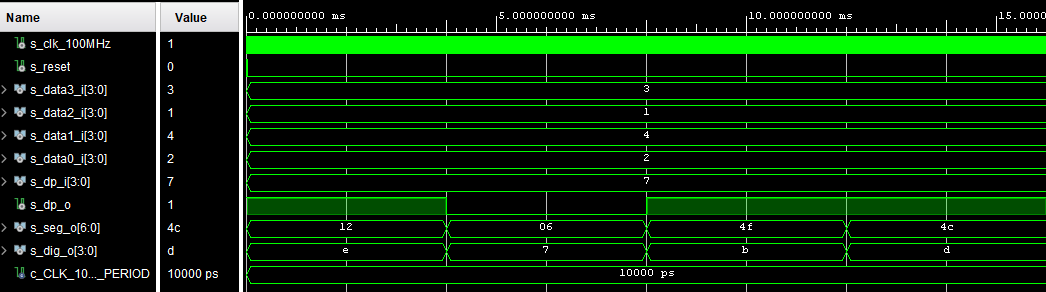 Name Value 0.000000000 ms 5.000000000 ms 10.000000000 ms 15.00000
s_clk_100MHz 1
s_reset 0
s_data3_i[3:0] 3 3
s_data2_i[3:0] 1 1
s_data1_i[3:0] 4 4
s_data0_i[3:0] 2 2
s_dp_i[3:0] 7 7
s_dp_o 1
s_seg_o[6:0] 4c 12 06 4f 4c
s_dig_o[3:0] d e 7 b d
c_CLK_10..._PERIOD 10000 ps 10000 ps